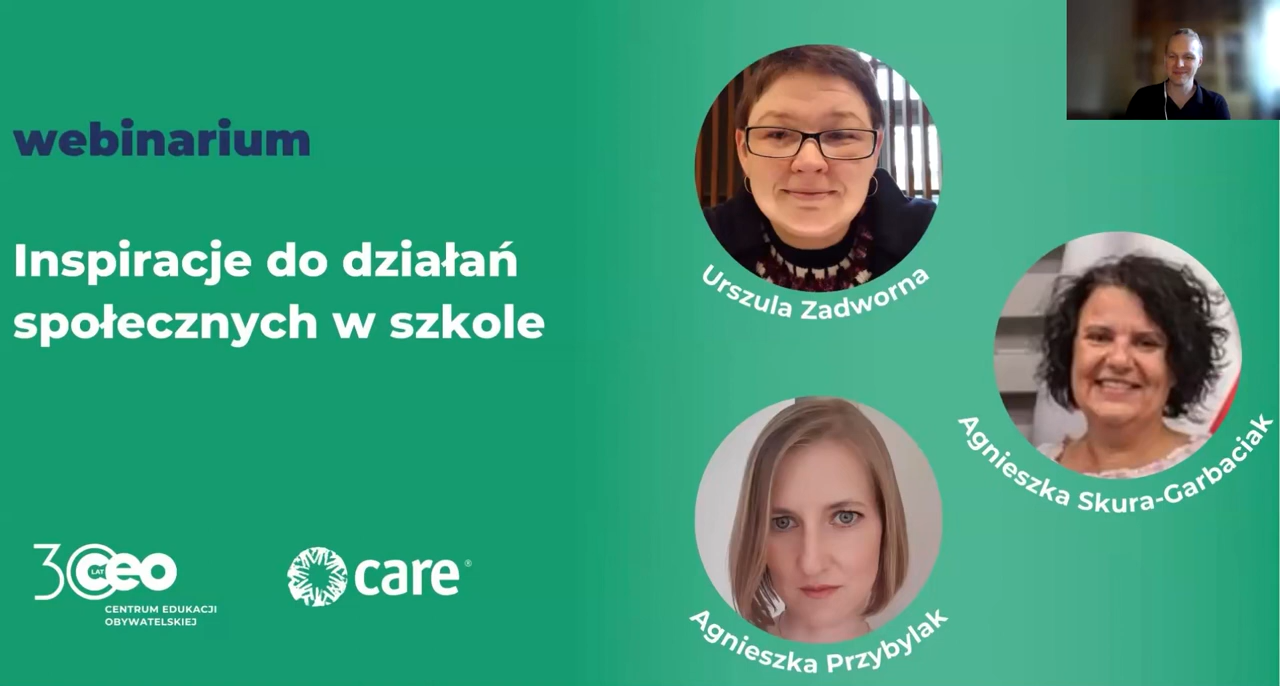 webinarium
Inspiracje do działań
społecznych w szkole
Urszula Zadworna
Agnieszka Skura-Garbaciak
Agnieszka Przybylak
30 LAT ceo
CENTRUM EDUKACJI
OBYWATELSKIEJ
care®